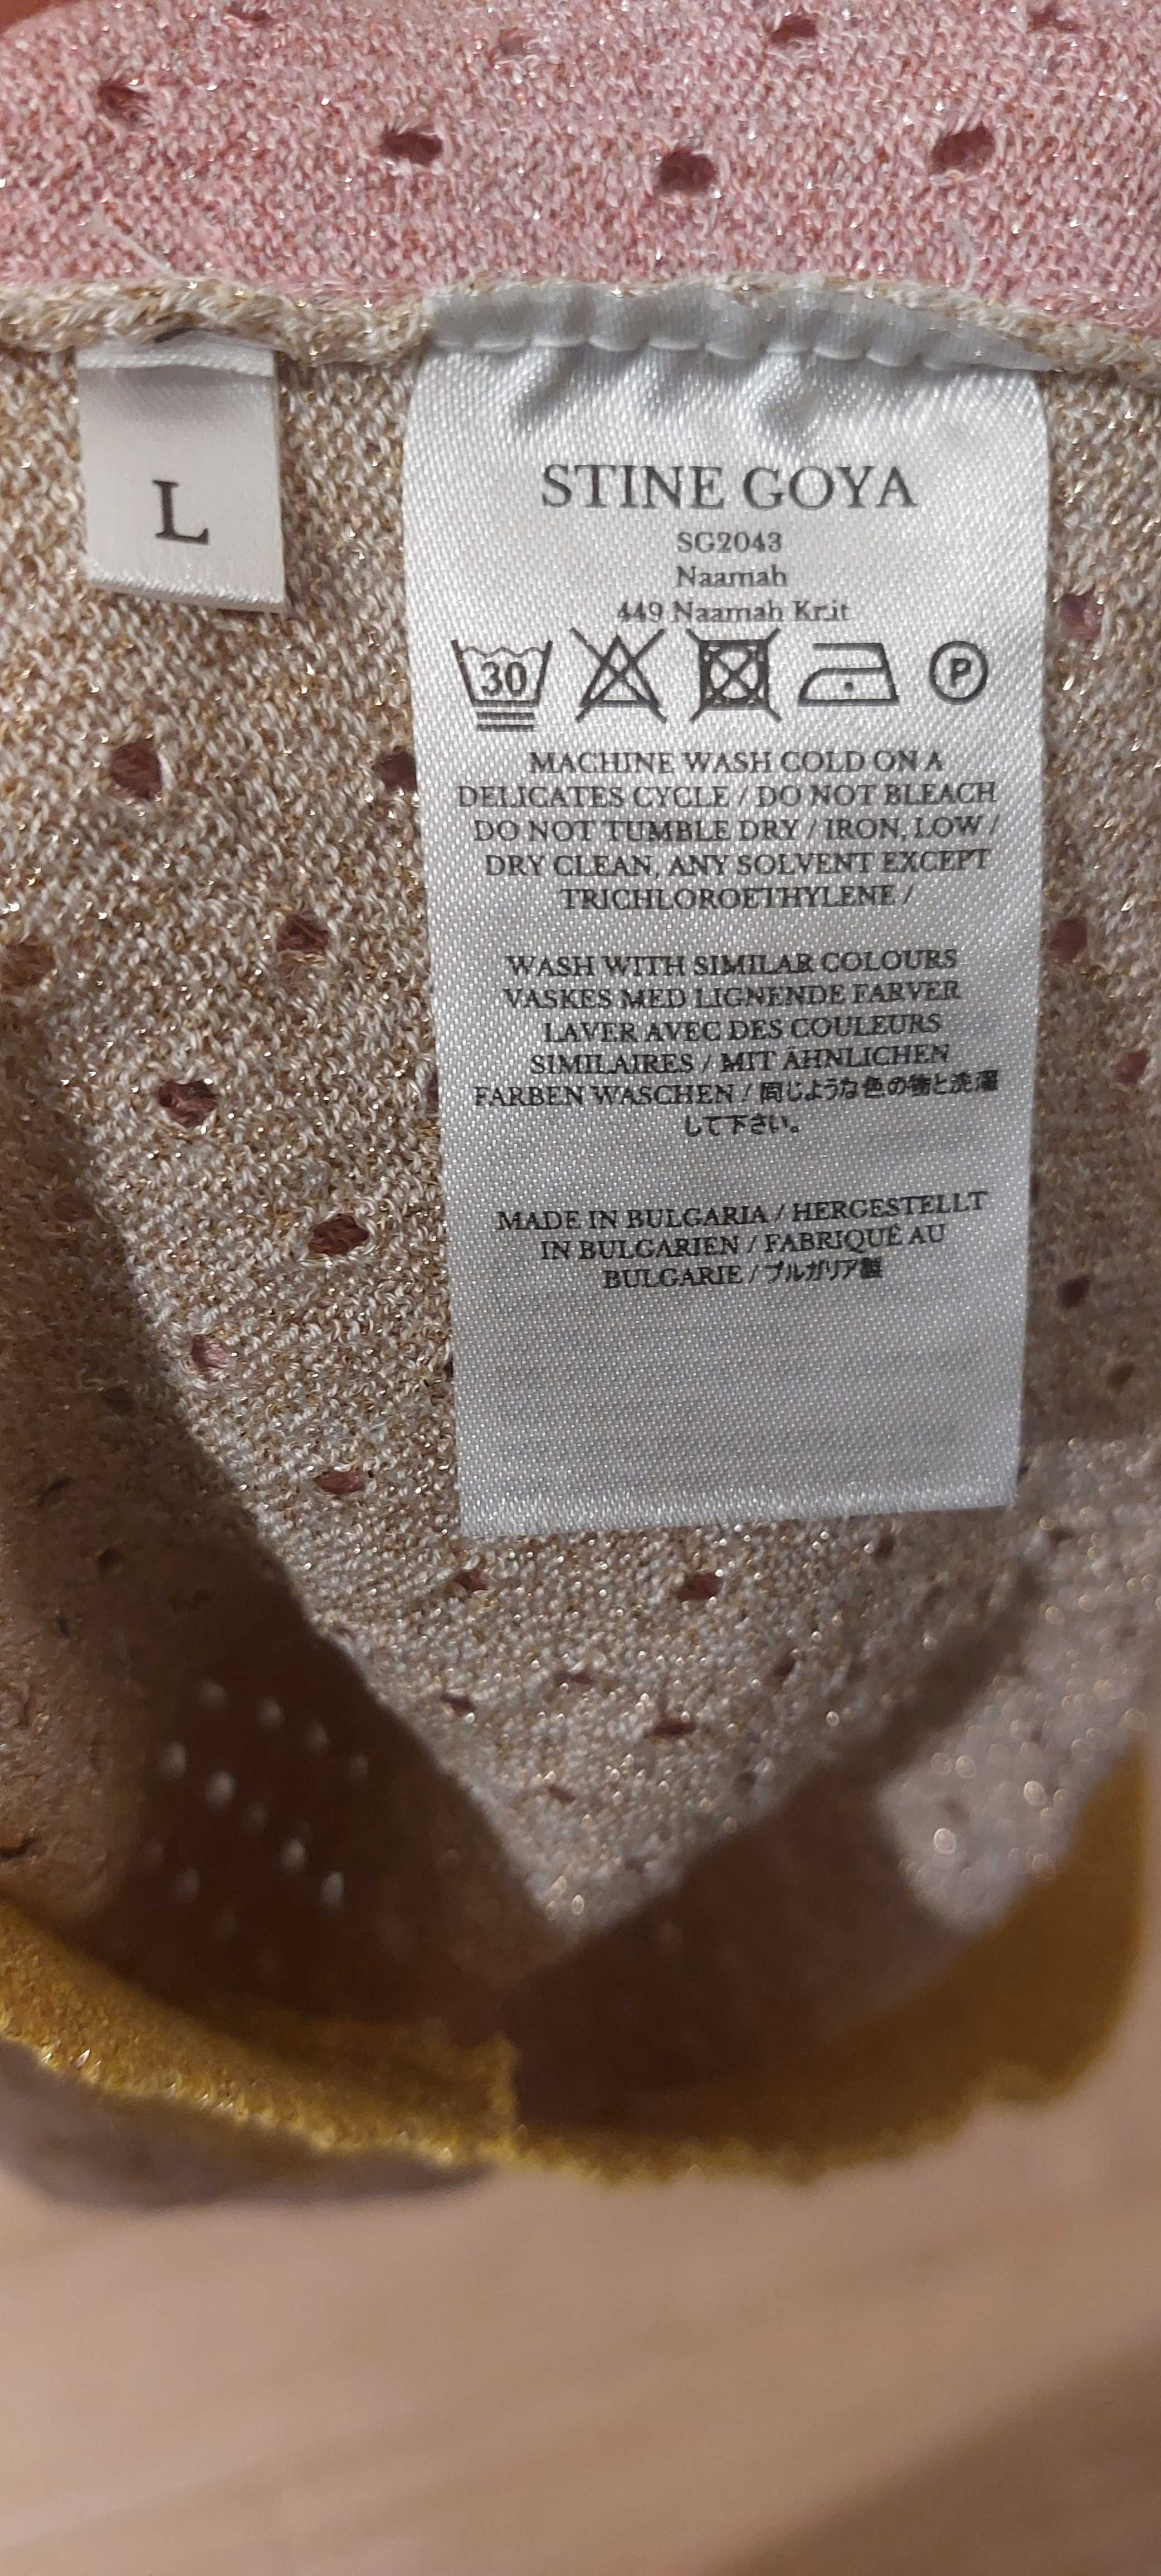 L
STINE GOYA
SG2043
Naamah
449 Naamah Knit
30
P
MACHINE WASH COLD ON A
DELICATES CYCLE / DO NOT BLEACH
DO NOT TUMBLE DRY / IRON, LOW /
DRY CLEAN, ANY SOLVENT EXCEPT
TRICHLOROETHYLENE /
WASH WITH SIMILAR COLOURS
VASKES MED LIGNENDE FARVER
LAVER AVEC DES COULEURS
SIMILAIRES / MIT ÄHNLICHEN
FARBEN WASCHEN / 同じような色の物と洗濯
して下さい。
MADE IN BULGARIA / HERGESTELLT
IN BULGARIEN / FABRIQUÉ AU
BULGARIE / ブルガリア製